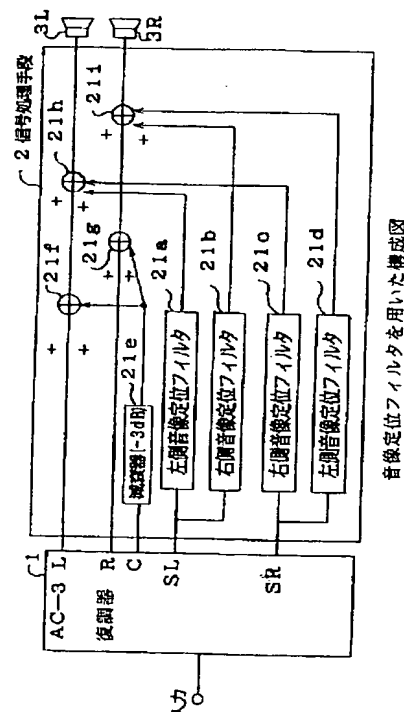 3L
3R
2 信号処理手段
21h
21i
21f
21g
+
+
+
+
+
+
+
+
21e
減衰器(-3dB)
21a
左側音像定位フィルタ
21b
右側音像定位フィルタ
21c
右側音像定位フィルタ
21d
左側音像定位フィルタ
1
AC-3
復調器
L
R
C
SL
SR
力
音像定位フィルタを用いた構成図